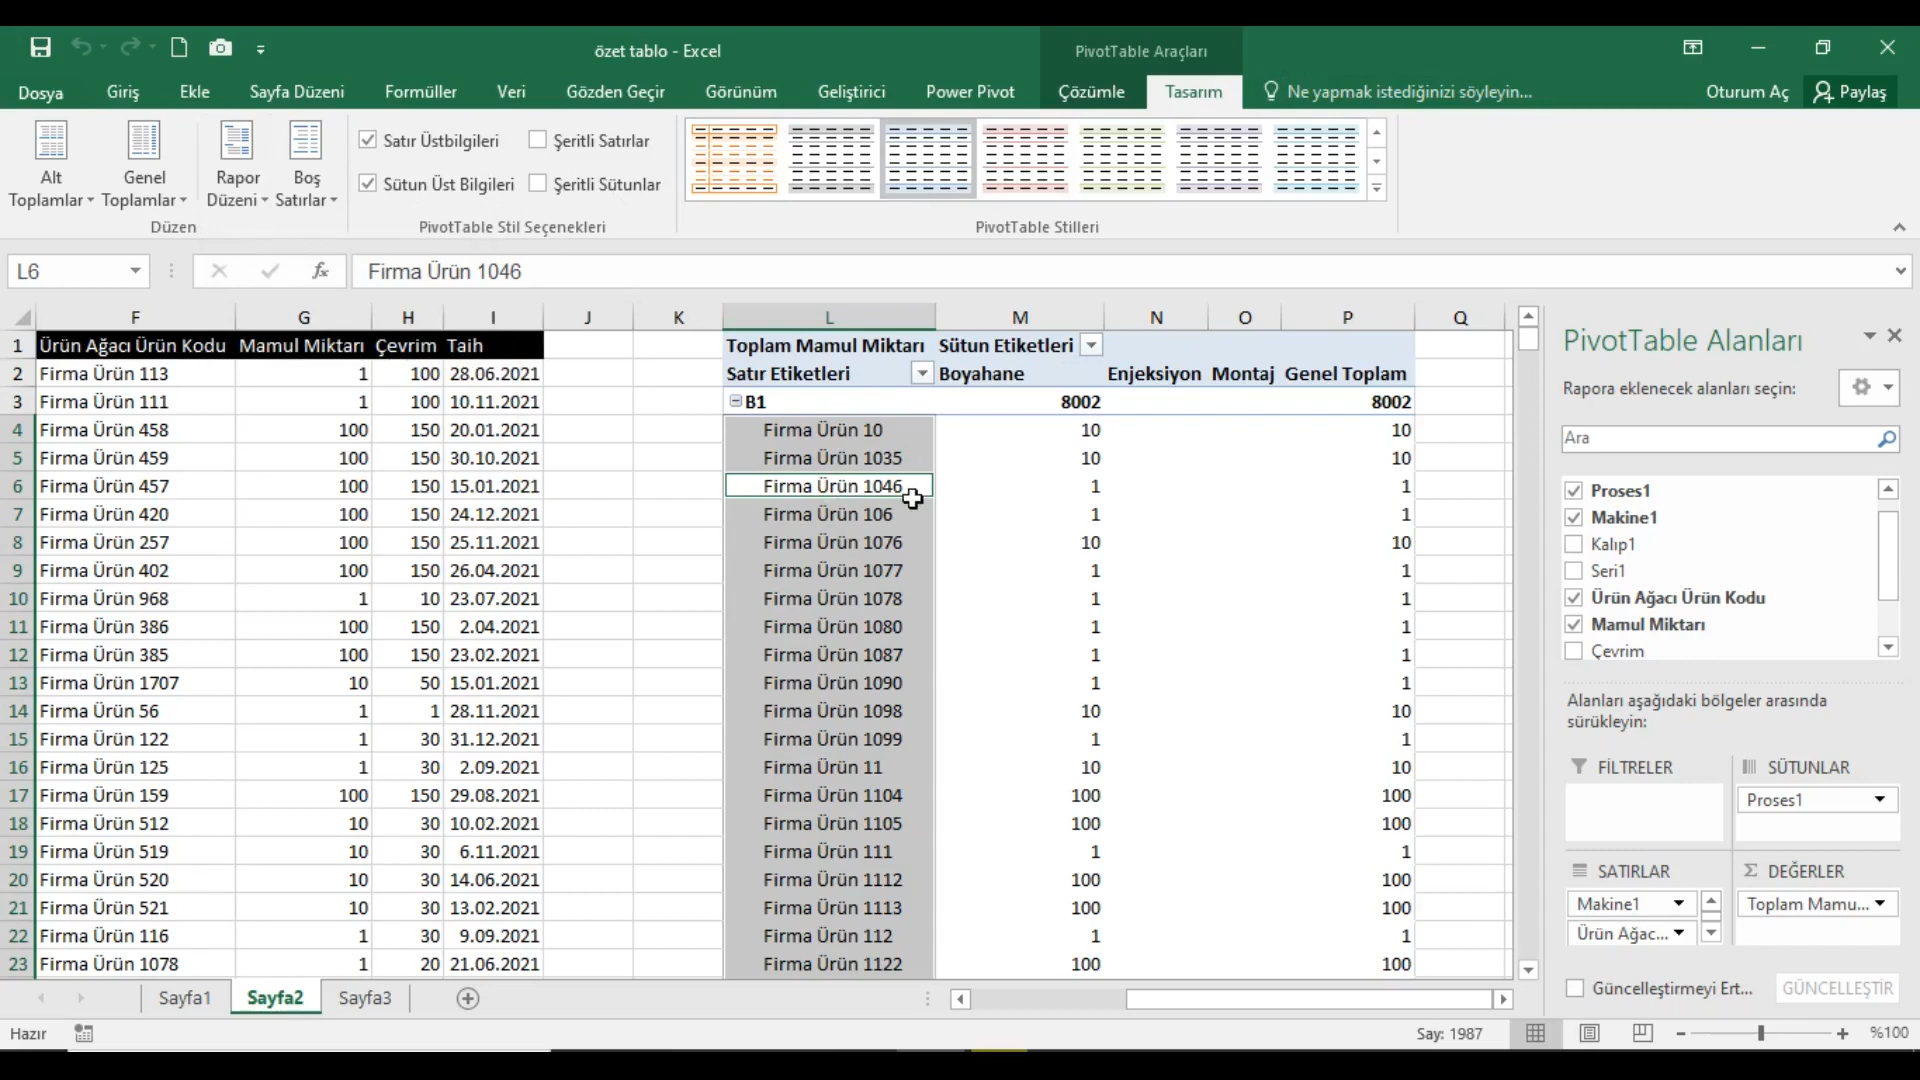 özet tablo - Excel
PivotTable Araçları
Dosya Giriş Ekle Sayfa Düzeni Formüller Veri Gözden Geçir Görünüm Geliştirici Power Pivot Çözümle Tasarım Ne yapmak istediğinizi söyleyin... Oturum Aç Paylaş
Alt Toplamlar
Genel Toplamlar
Rapor Düzeni
Boş Satırlar
Satır Üstbilgileri Şeritli Satırlar
Sütun Üst Bilgileri Şeritli Sütunlar
Düzen PivotTable Stil Seçenekleri PivotTable Stilleri
L6 fx Firma Ürün 1046
F G H I J K L M N O P Q
1 Ürün Ağacı Ürün Kodu Mamul Miktarı Çevrim Taih Toplam Mamul Miktarı Sütun Etiketleri
2 Firma Ürün 113 1 100 28.06.2021 Satır Etiketleri Boyahane Enjeksiyon Montaj Genel Toplam
3 Firma Ürün 111 1 100 10.11.2021 B1 8002 8002
4 Firma Ürün 458 100 150 20.01.2021 Firma Ürün 10 10 10
5 Firma Ürün 459 100 150 30.10.2021 Firma Ürün 1035 10 10
6 Firma Ürün 457 100 150 15.01.2021 Firma Ürün 1046 1 1
7 Firma Ürün 420 100 150 24.12.2021 Firma Ürün 106 1 1
8 Firma Ürün 257 100 150 25.11.2021 Firma Ürün 1076 10 10
9 Firma Ürün 402 100 150 26.04.2021 Firma Ürün 1077 1 1
10 Firma Ürün 968 1 10 23.07.2021 Firma Ürün 1078 1 1
11 Firma Ürün 386 100 150 2.04.2021 Firma Ürün 1080 1 1
12 Firma Ürün 385 100 150 23.02.2021 Firma Ürün 1087 1 1
13 Firma Ürün 1707 10 50 15.01.2021 Firma Ürün 1090 1 1
14 Firma Ürün 56 1 1 28.11.2021 Firma Ürün 1098 10 10
15 Firma Ürün 122 1 30 31.12.2021 Firma Ürün 1099 1 1
16 Firma Ürün 125 1 30 2.09.2021 Firma Ürün 11 10 10
17 Firma Ürün 159 100 150 29.08.2021 Firma Ürün 1104 100 100
18 Firma Ürün 512 10 30 10.02.2021 Firma Ürün 1105 100 100
19 Firma Ürün 519 10 30 6.11.2021 Firma Ürün 111 1 1
20 Firma Ürün 520 10 30 14.06.2021 Firma Ürün 1112 100 100
21 Firma Ürün 521 10 30 13.02.2021 Firma Ürün 1113 100 100
22 Firma Ürün 116 1 30 9.09.2021 Firma Ürün 112 1 1
23 Firma Ürün 1078 1 20 21.06.2021 Firma Ürün 1122 100 100
PivotTable Alanları
Rapora eklenecek alanları seçin:
Ara
Proses1
Makine1
Kalıp1
Seri1
Ürün Ağacı Ürün Kodu
Mamul Miktarı
Çevrim
Alanları aşağıdaki bölgeler arasında
sürükleyin:
FİLTRELER SÜTUNLAR
Proses1
SATIRLAR Σ DEĞERLER
Makine1 Toplam Mamu...
Ürün Ağac...
Güncelleştirmeyi Ert... GÜNCELLEŞTİR
Sayfa1 Sayfa2 Sayfa3
Hazır Say: 1987 %100